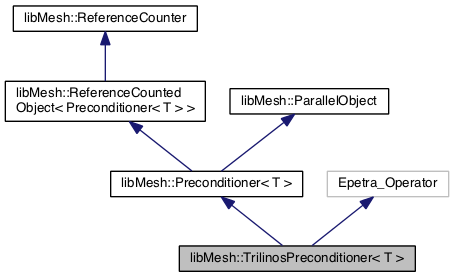 libMesh::ReferenceCounter
libMesh::ReferenceCounted
Object< Preconditioner< T > >
libMesh::ParallelObject
libMesh::Preconditioner< T >
Epetra_Operator
libMesh::TrilinosPreconditioner< T >